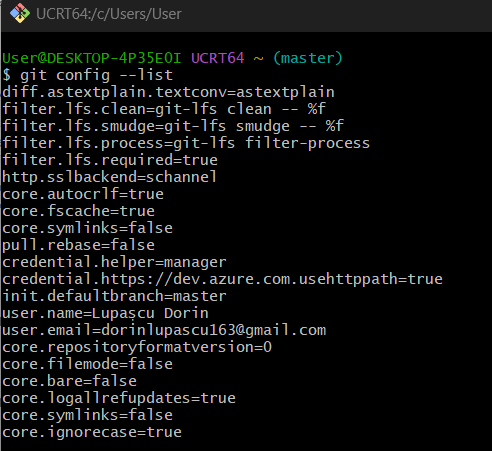 UCRT64:/c/Users/User
User@DESKTOP-4P35E0I UCRT64 ~ (master)
$ git config --list
diff.astextplain.textconv=astextplain
filter.lfs.clean=git-lfs clean -- %f
filter.lfs.smudge=git-lfs smudge -- %f
filter.lfs.process=git-lfs filter-process
filter.lfs.required=true
http.sslbackend=schannel
core.autocrlf=true
core.fscache=true
core.symlinks=false
pull.rebase=false
credential.helper=manager
credential.https://dev.azure.com.usehttppath=true
init.defaultbranch=master
user.name=Lupașcu Dorin
user.email=dorinlupascu163@gmail.com
core.repositoryformatversion=0
core.filemode=false
core.bare=false
core.logallrefupdates=true
core.symlinks=false
core.ignorecase=true